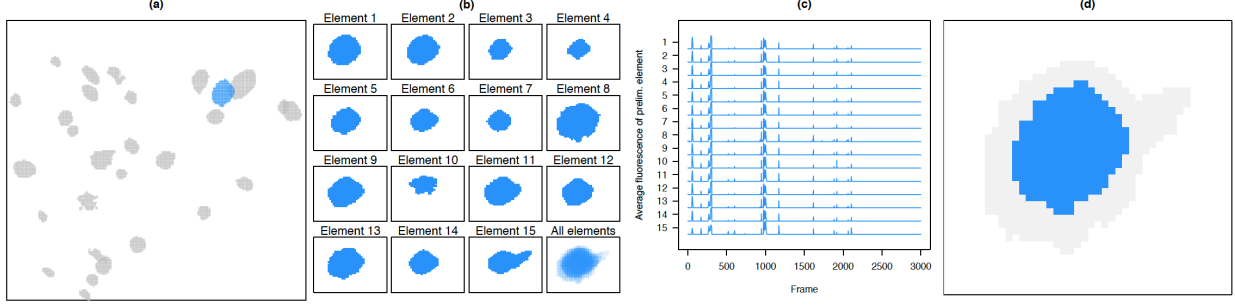 (a)
(b)
Element 1 Element 2 Element 3 Element 4
Element 5 Element 6 Element 7 Element 8
Element 9 Element 10 Element 11 Element 12
Element 13 Element 14 Element 15 All elements
(c)
Average fluorescence of prelim. element
1
2
3
4
5
6
7
8
9
10
11
12
13
14
15
0 500 1000 1500 2000 2500 3000
Frame
(d)